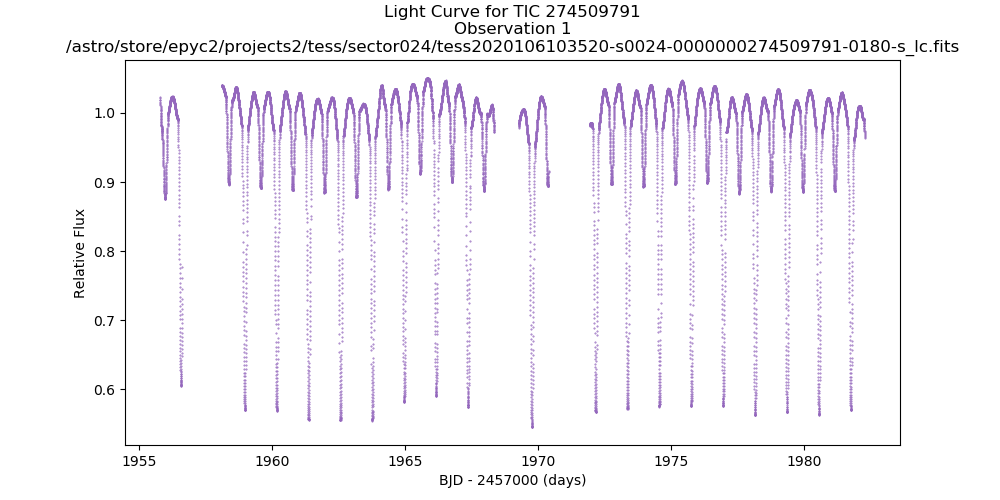 Light Curve for TIC 274509791
Observation 1
/astro/store/epyc2/projects2/tess/sector024/tess2020106103520-s0024-0000000274509791-0180-s_lc.fits
Relative Flux
1.0
0.9
0.8
0.7
0.6
1955
1960
1965
1970
1975
1980
BJD - 2457000 (days)